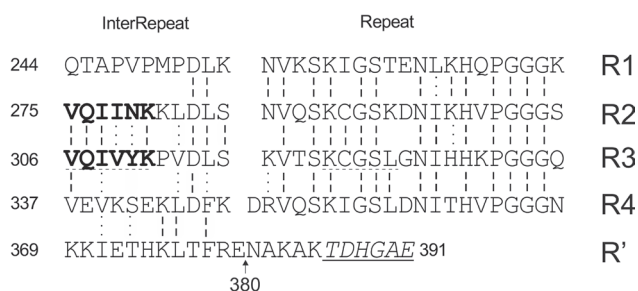 InterRepeat Repeat
244 QTAPVPMPDLK NVKSKIGSTENLKHQPGGGK R1
275 VQIINKKLDLS NVQSKCGSKDNIKHVPGGGS R2
306 VQIVYKPVDLS KVTSKCGSLGNIHHKPGGGQ R3
337 VEVKSEKLDFK DRVQSKIGSLDNITHVPGGGN R4
369 KKIETHKLTFRENAKAKTDHGAE 391 R'
380